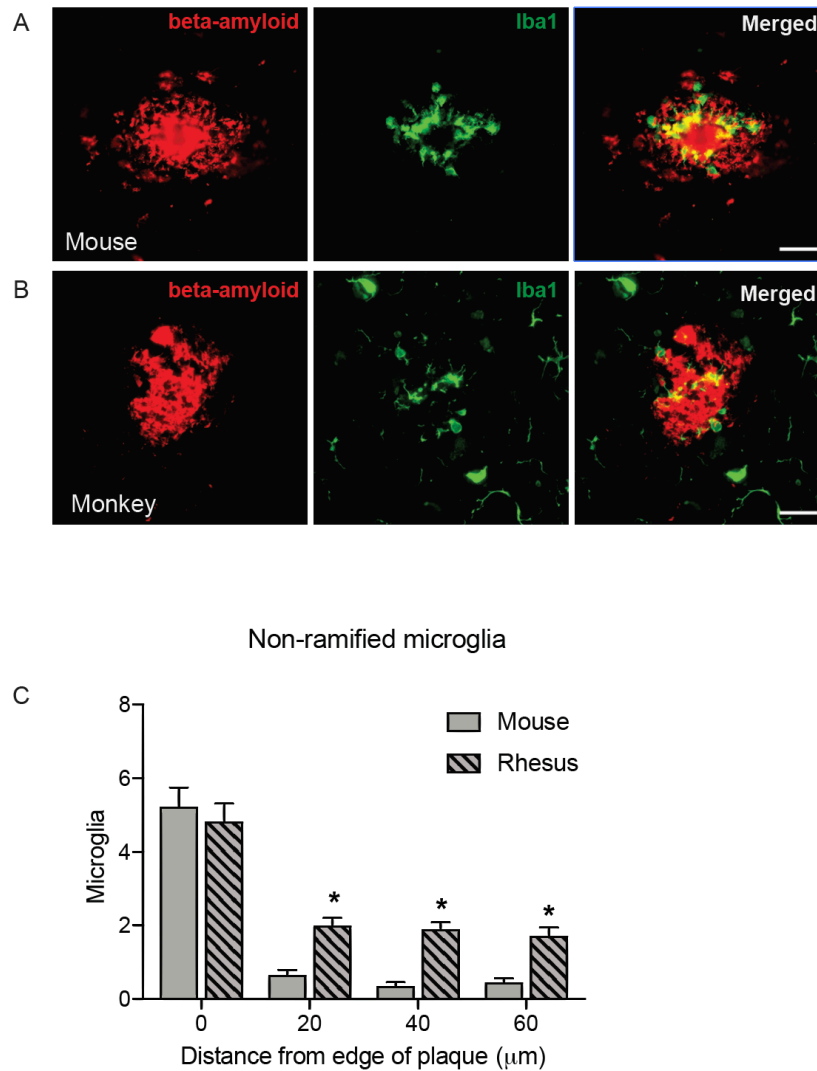 A
beta-amyloid
Iba1
Merged
Mouse
B
beta-amyloid
Iba1
Merged
Monkey
Non-ramified microglia
C
Microglia
8
6
4
2
0
Mouse
Rhesus
*
*
*
0
20
40
60
Distance from edge of plaque (μm)